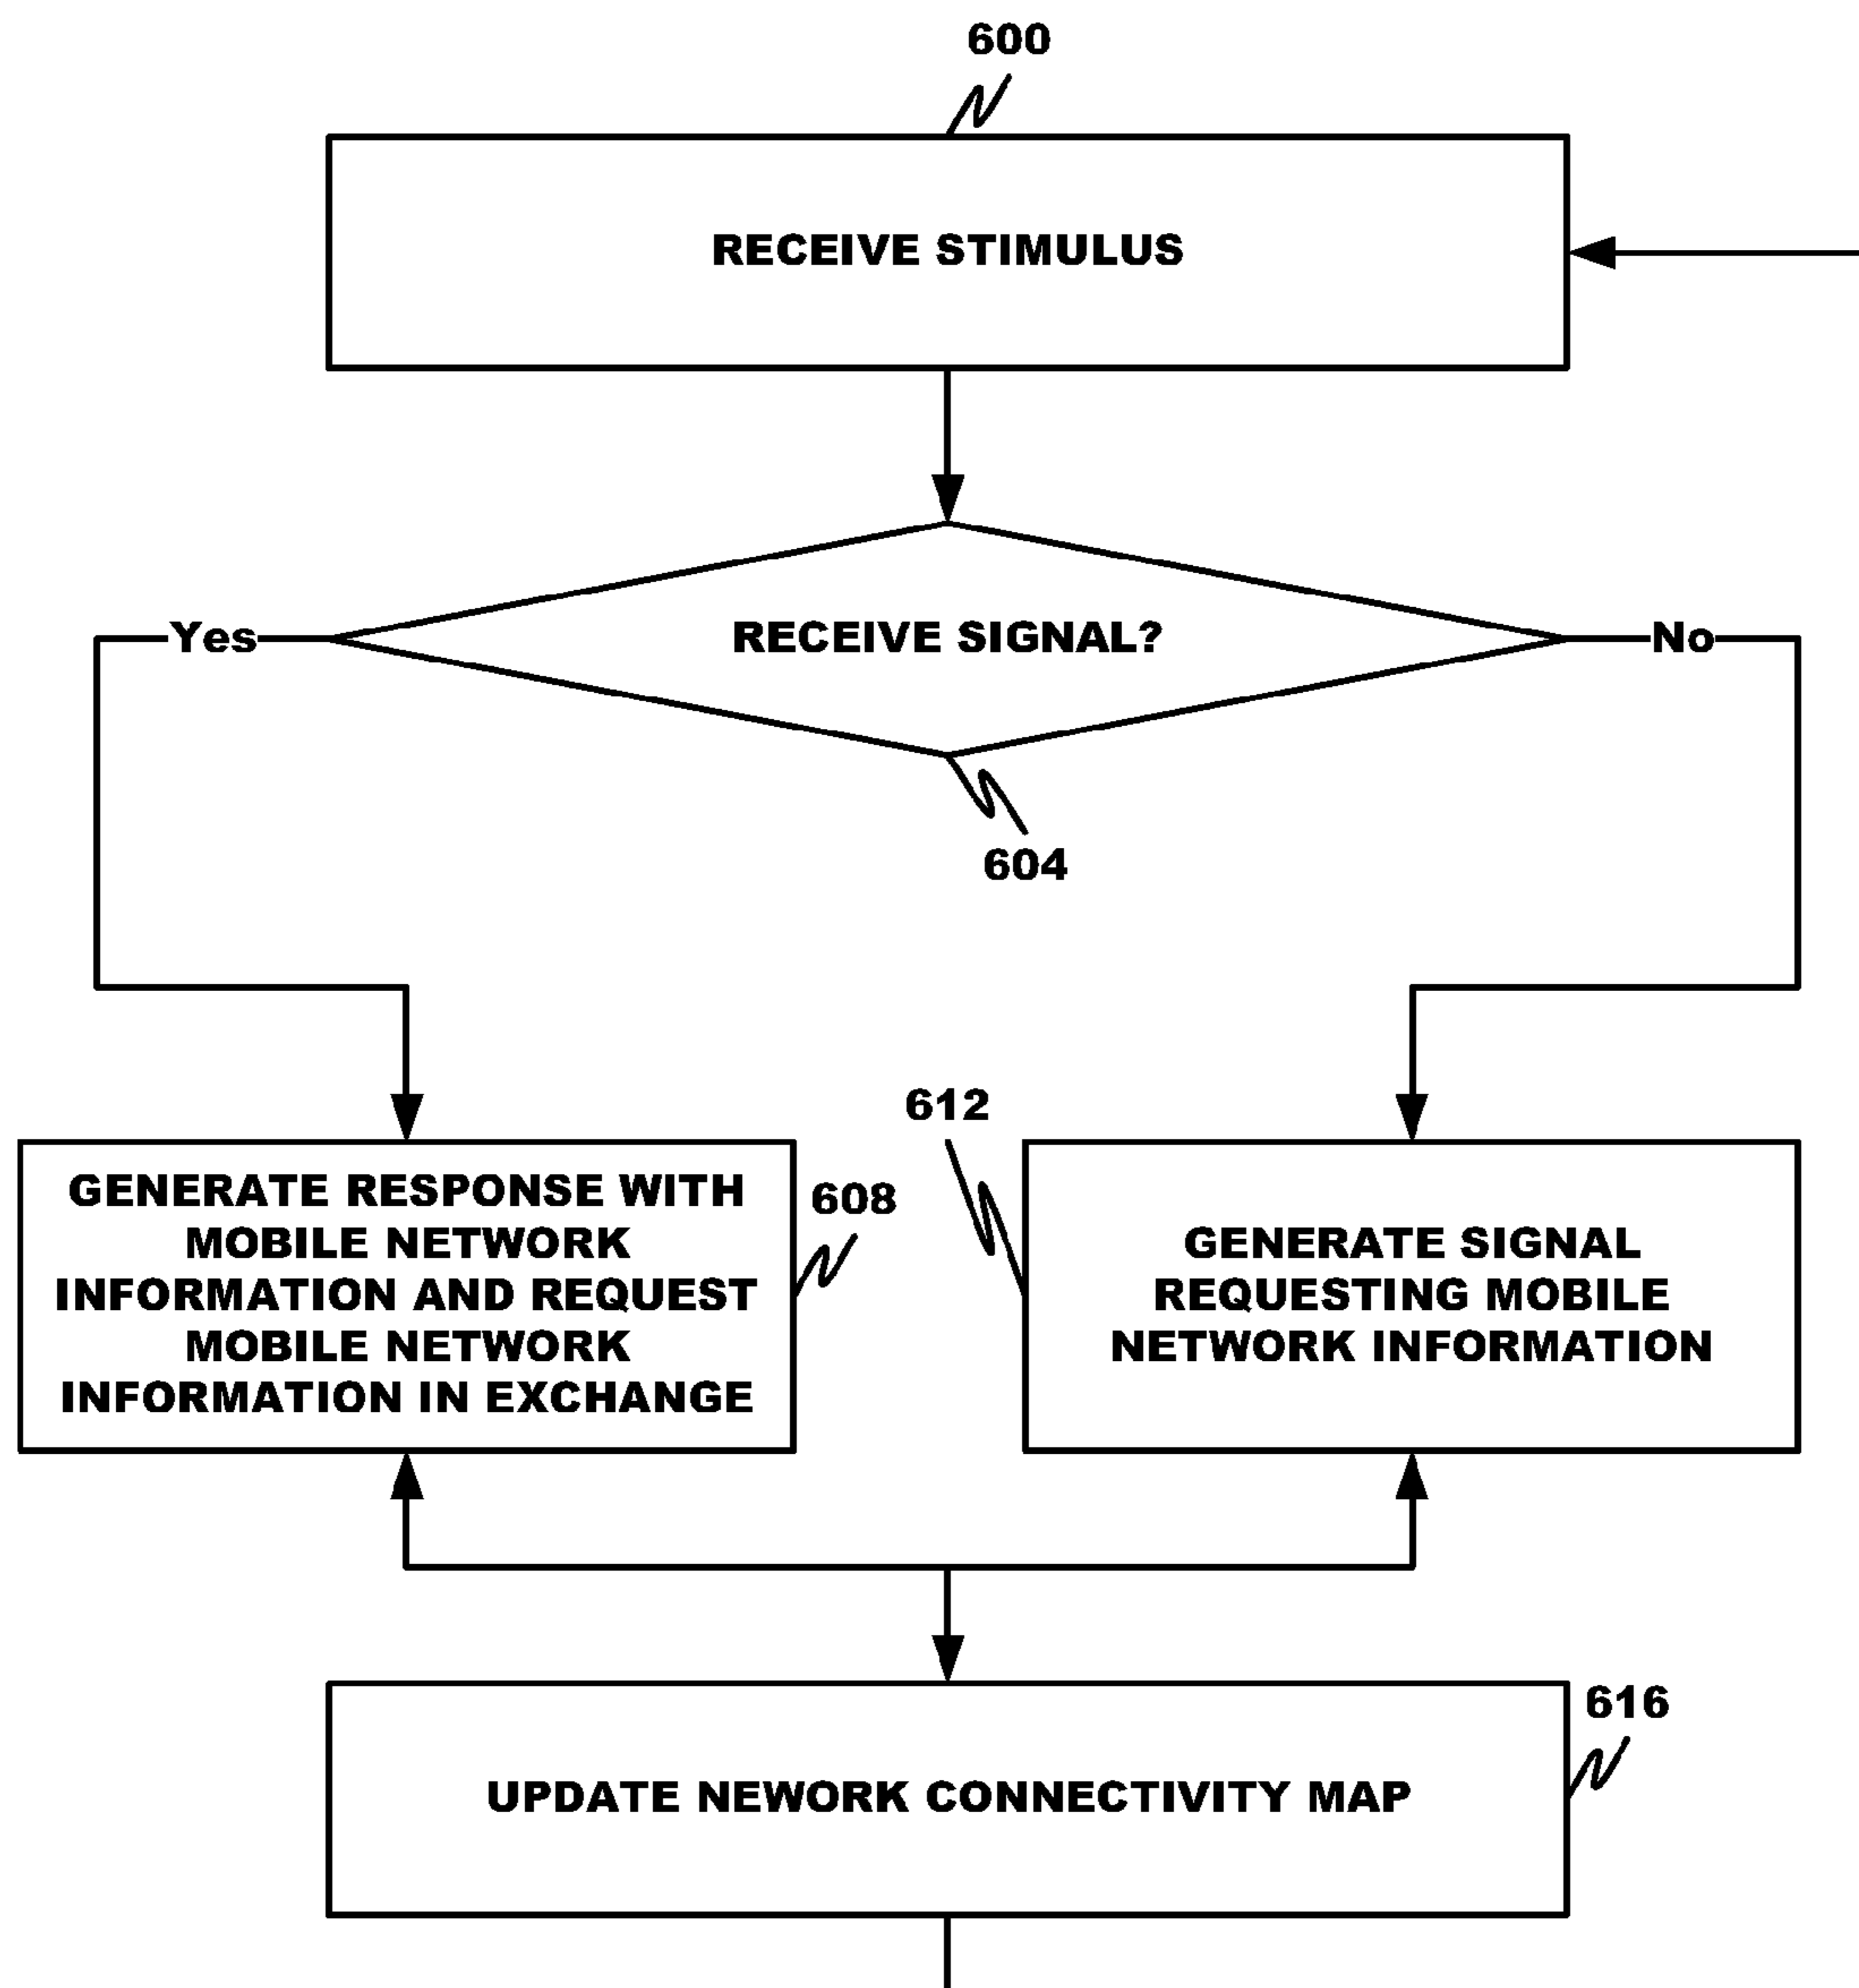 600
RECEIVE STIMULUS
Yes
RECEIVE SIGNAL?
No
604
612
GENERATE RESPONSE WITH
MOBILE NETWORK
INFORMATION AND REQUEST
MOBILE NETWORK
INFORMATION IN EXCHANGE
608
GENERATE SIGNAL
REQUESTING MOBILE
NETWORK INFORMATION
616
UPDATE NEWORK CONNECTIVITY MAP